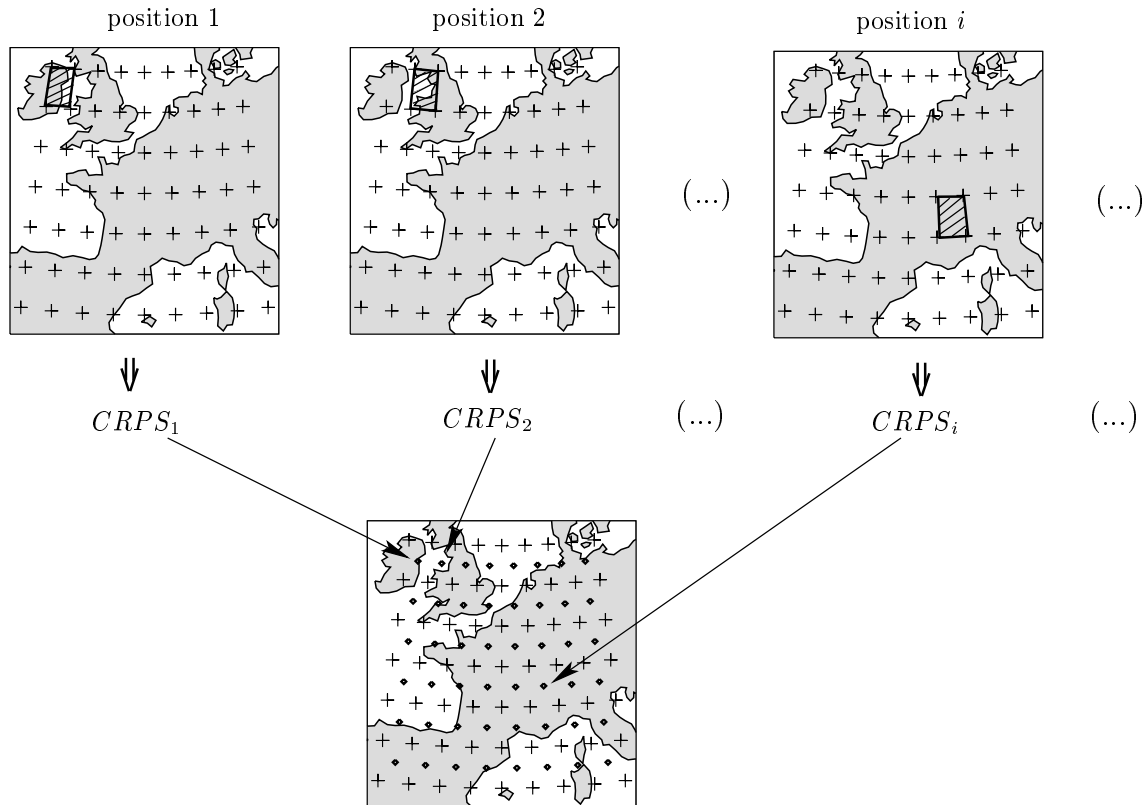 position 1
position 2
position i
(...)
(...)
⇓
⇓
⇓
CRPS₁
CRPS₂
(...)
CRPSᵢ
(...)